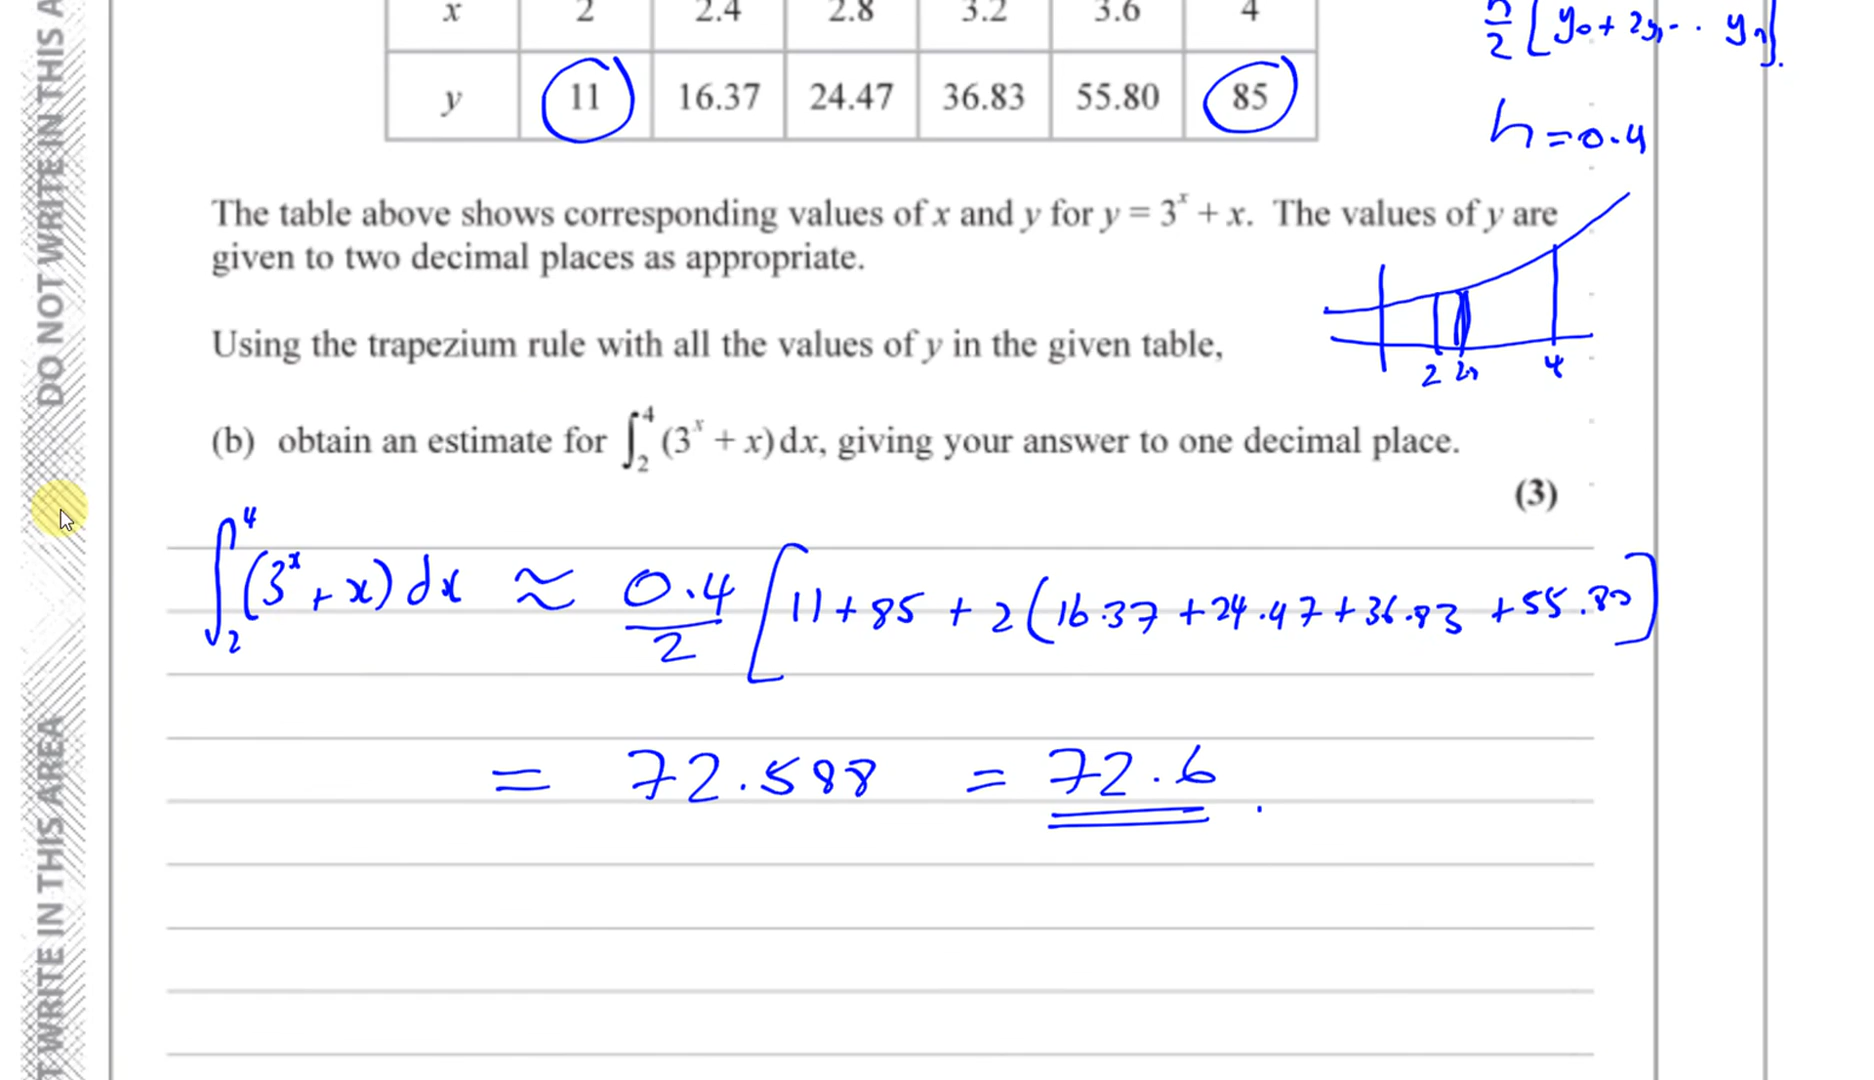 DO NOT WRITE IN THIS A
T WRITE IN THIS AREA
x 2 2.4 2.8 3.2 3.6 4
y 11 16.37 24.47 36.83 55.80 85
h/2 [y₀ + 2y₁ - · · yₙ].
h = 0.4
The table above shows corresponding values of x and y for y = 3ˣ + x. The values of y are
given to two decimal places as appropriate.
Using the trapezium rule with all the values of y in the given table,
2 4
(b) obtain an estimate for ∫₂⁴ (3ˣ + x) dx, giving your answer to one decimal place.
(3)
∫₂⁴ (3ˣ + x) dx ≈ 0.4/2 [11 + 85 + 2 (16.37 + 24.47 + 36.83 + 55.80]
= 72.588 = 72.6 .